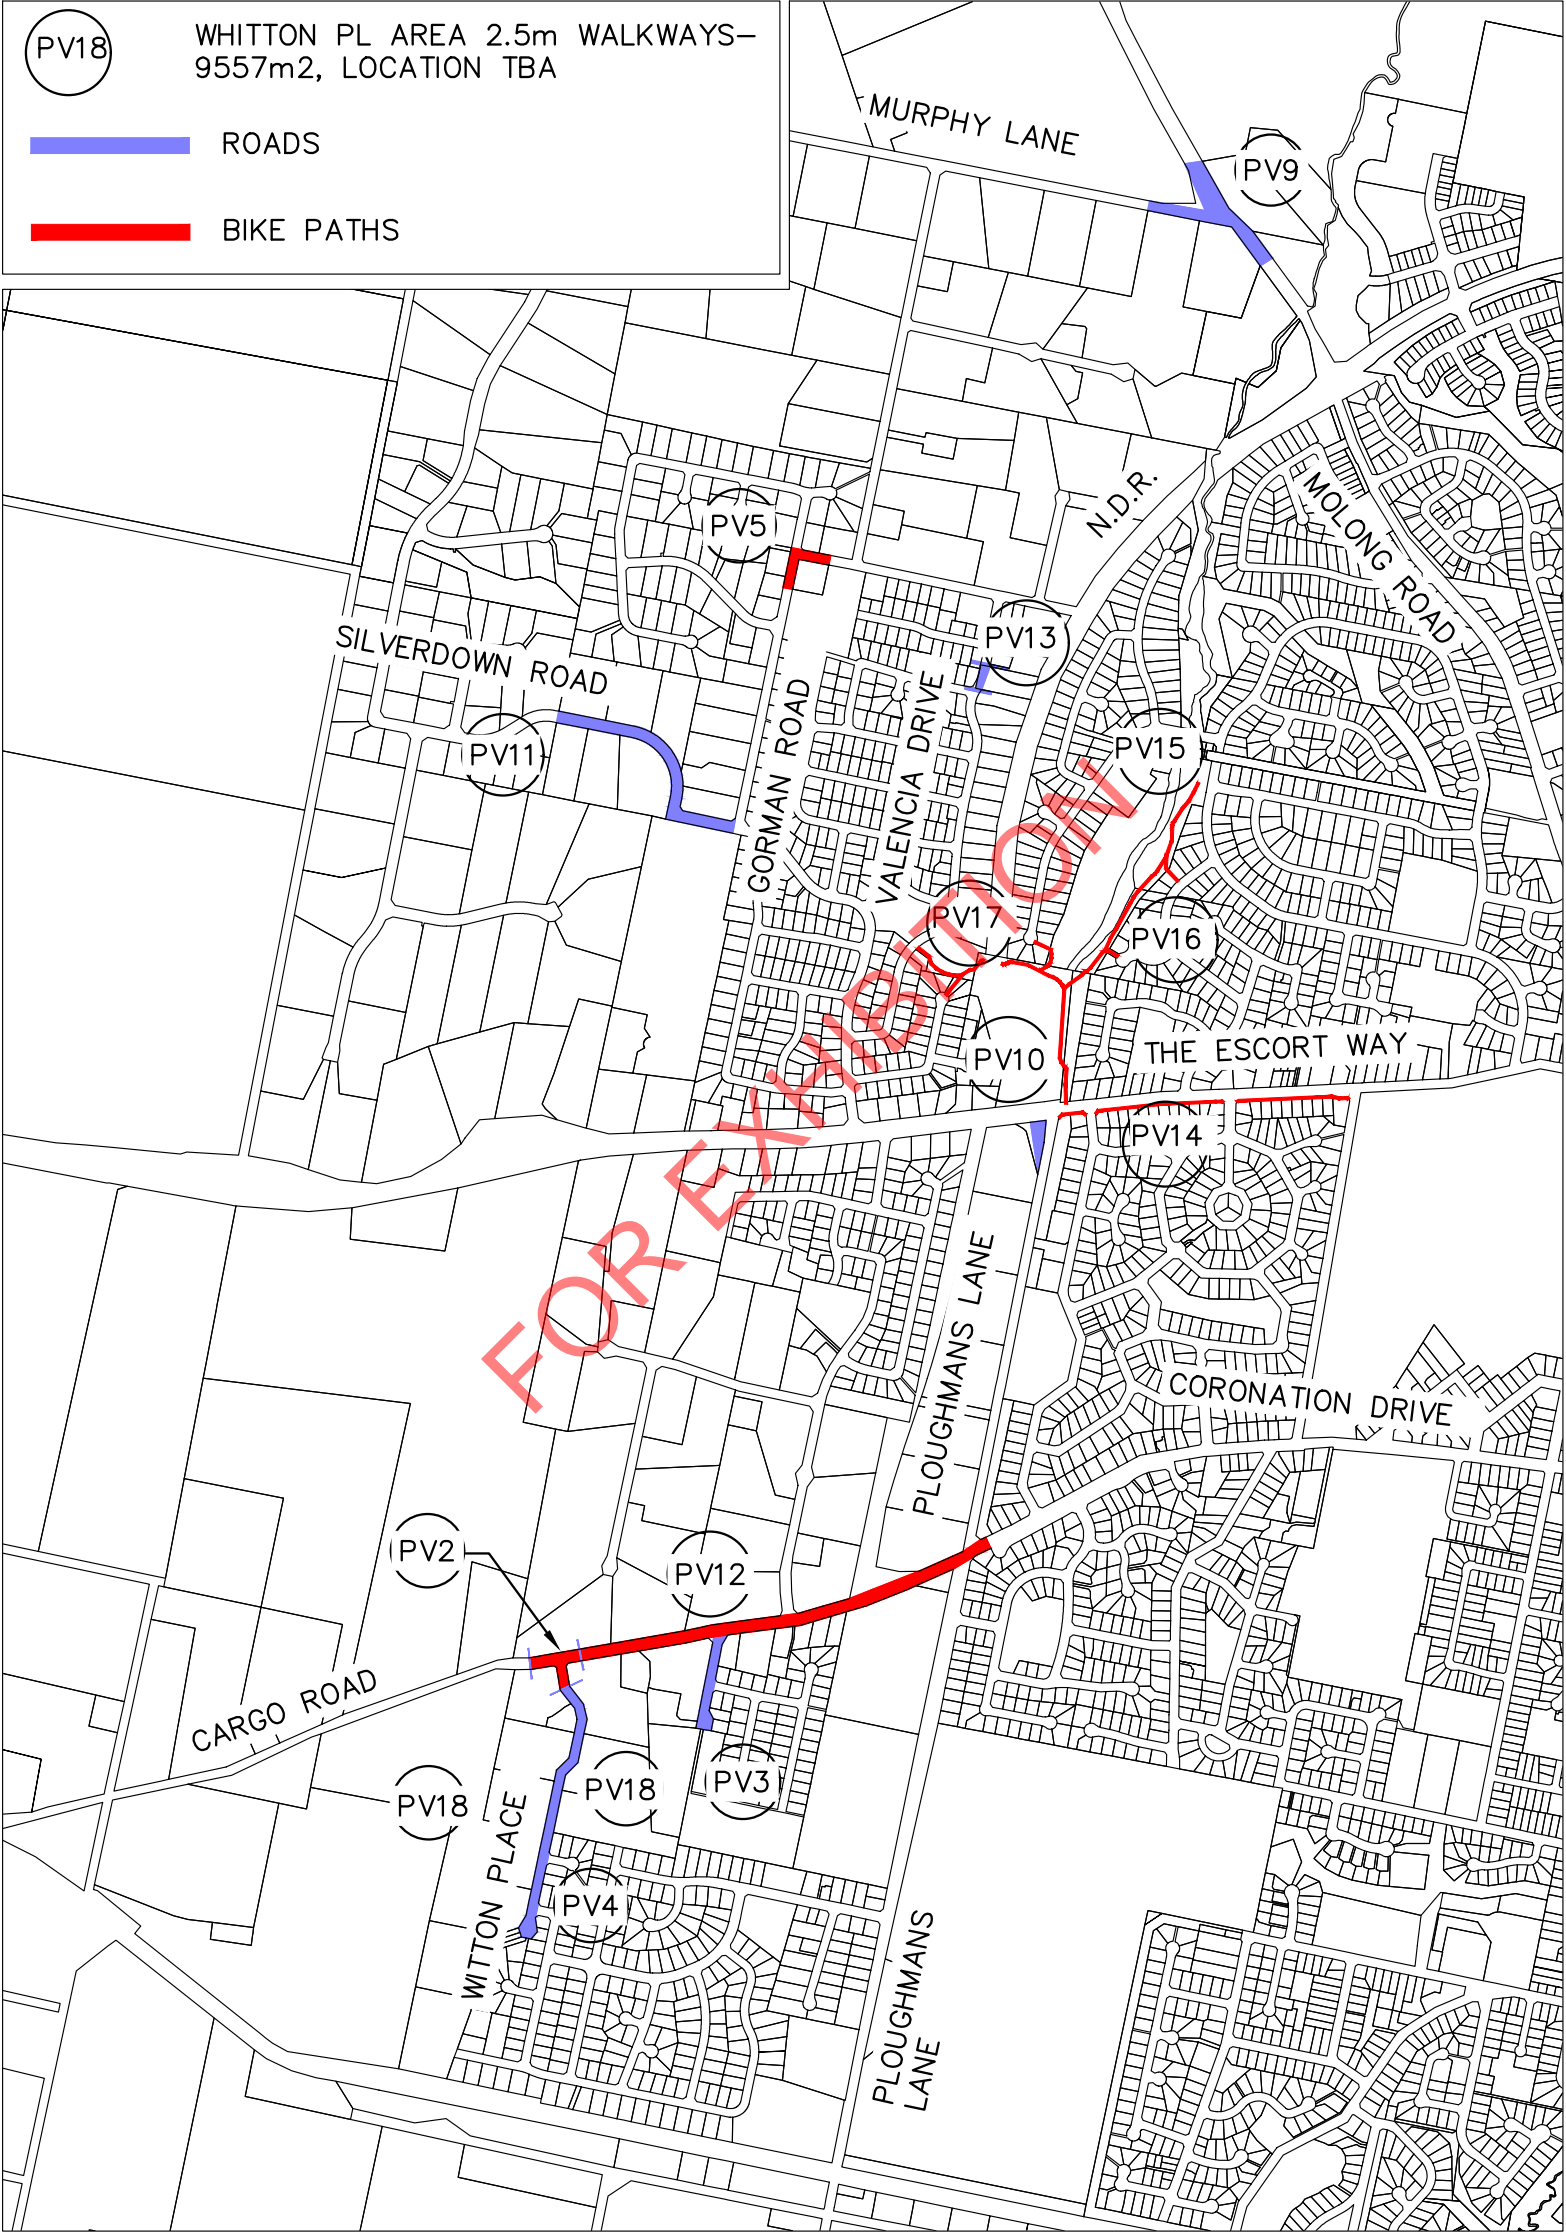 PV18
WHITTON PL AREA 2.5m WALKWAYS-
9557m2, LOCATION TBA
ROADS
BIKE PATHS
MURPHY LANE
PV9
N.D.R.
MOLONG ROAD
PV5
SILVERDOWN ROAD
PV13
PV11
GORMAN ROAD
VALENCIA DRIVE
PV15
PV17
PV16
PV10
THE ESCORT WAY
PV14
FOR EXHIBITION
PLOUGHMANS LANE
CORONATION DRIVE
PV2
PV12
CARGO ROAD
PV18
PV18
PV3
WITTON PLACE
PV4
PLOUGHMANS
LANE